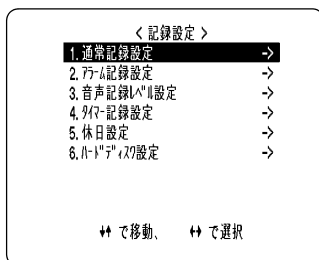 < 記録設定 >
1. 通常記録設定 ->
2. ｱﾗｰﾑ記録設定 ->
3. 音声記録ﾚﾍﾞﾙ設定 ->
4. ﾀｲﾏｰ記録設定 ->
5. 休日設定 ->
6. ﾊｰﾄﾞﾃﾞｨｽｸ設定 ->
↓↑ で移動、 ←→ で選択